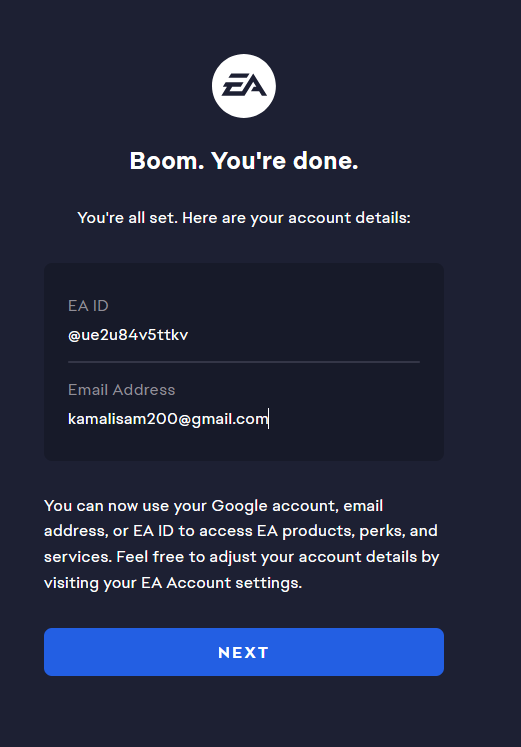 EA
Boom. You're done.
You're all set. Here are your account details:
EA ID
@ue2u84v5ttkv
Email Address
kamalisam200@gmail.com
You can now use your Google account, email
address, or EA ID to access EA products, perks, and
services. Feel free to adjust your account details by
visiting your EA Account settings.
NEXT